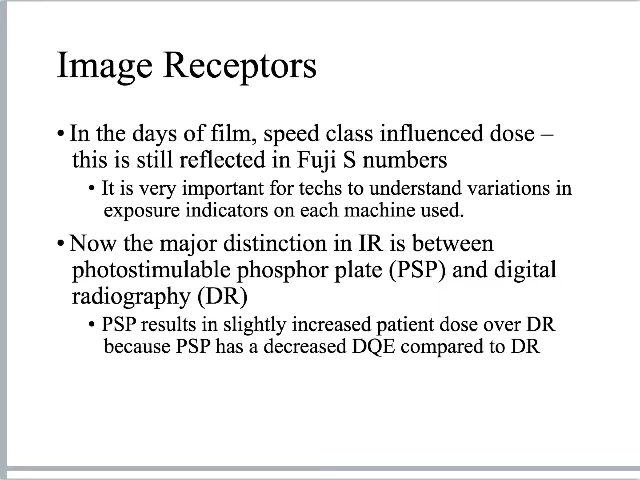 Image Receptors
• In the days of film, speed class influenced dose –
this is still reflected in Fuji S numbers
• It is very important for techs to understand variations in
exposure indicators on each machine used.
• Now the major distinction in IR is between
photostimulable phosphor plate (PSP) and digital
radiography (DR)
• PSP results in slightly increased patient dose over DR
because PSP has a decreased DQE compared to DR